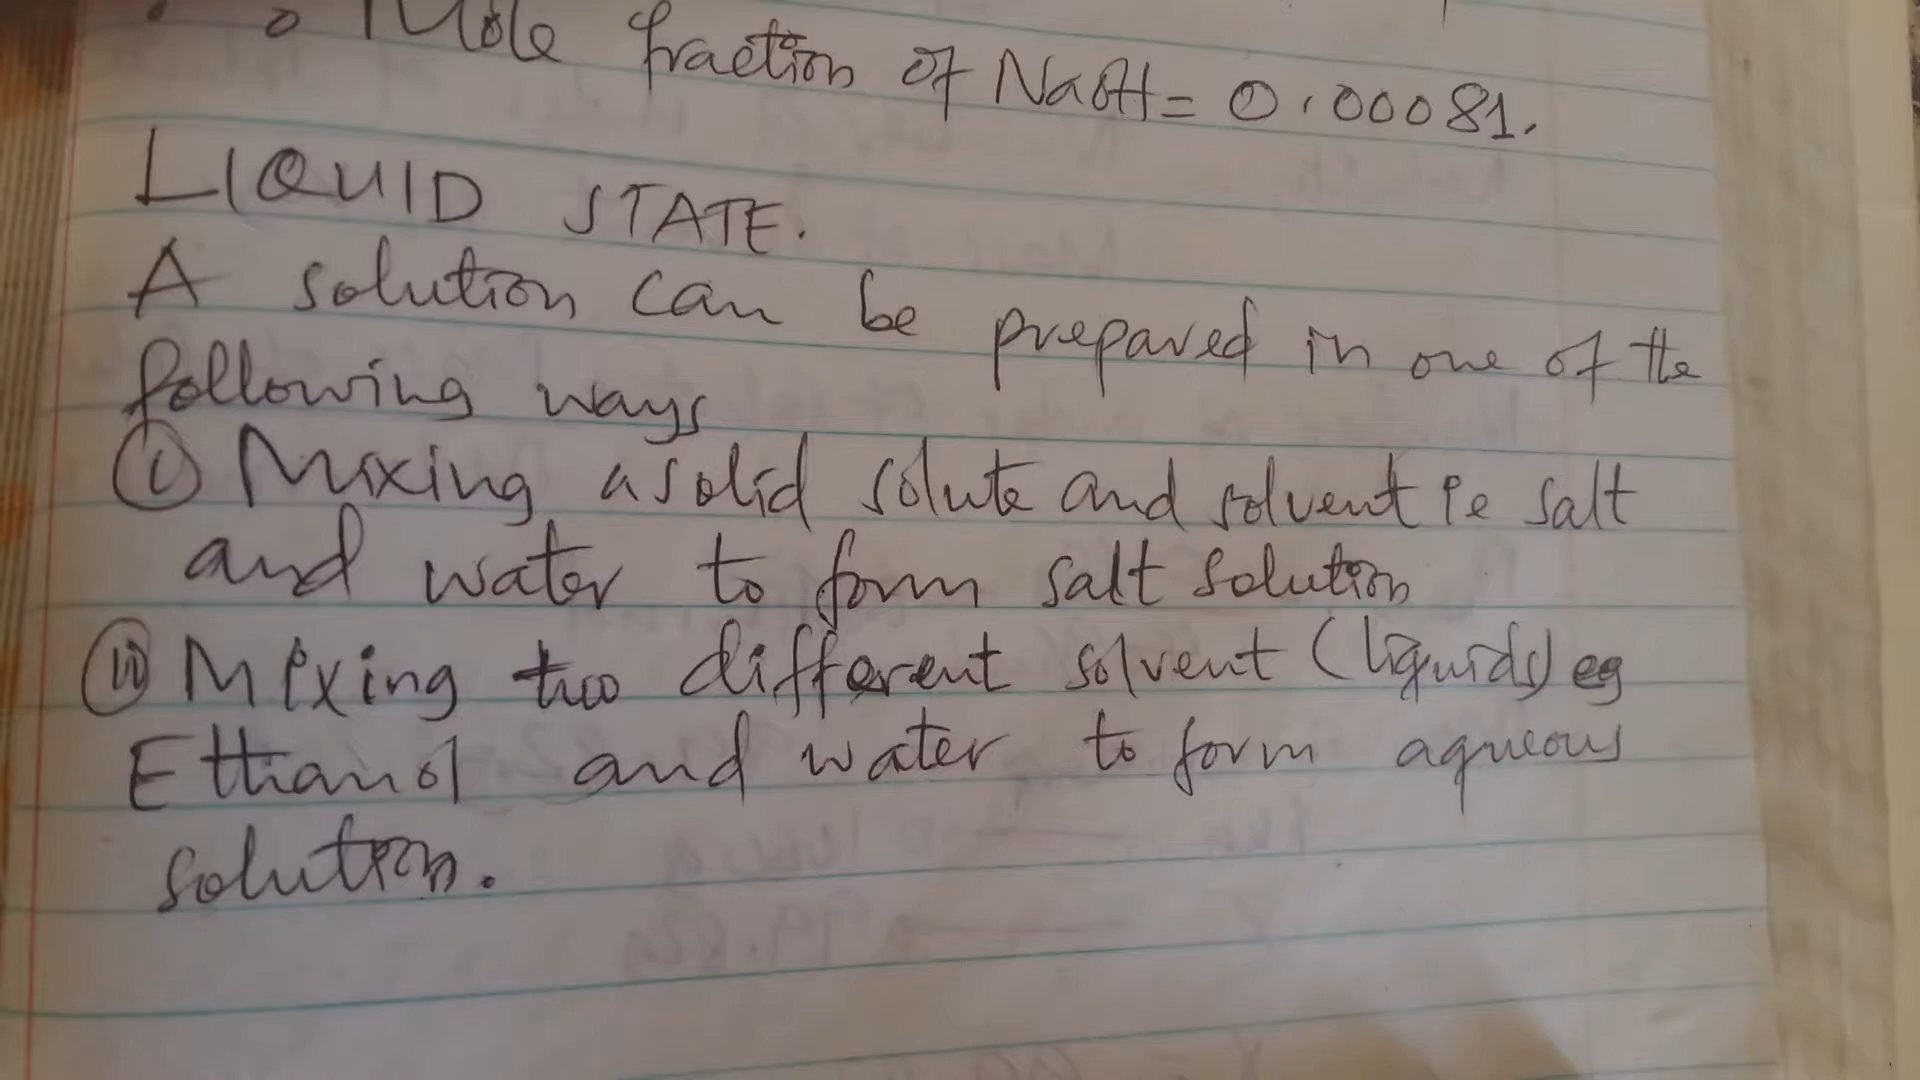 Mole fraction of NaOH = 0.00081.
LIQUID STATE.
A solution can be prepared in one of the
following ways
(i) Mixing a solid solute and solvent ie salt
and water to form salt solution
(ii) Mixing two different solvent (liquids) eg
Ethanol and water to form aqueous
solution.